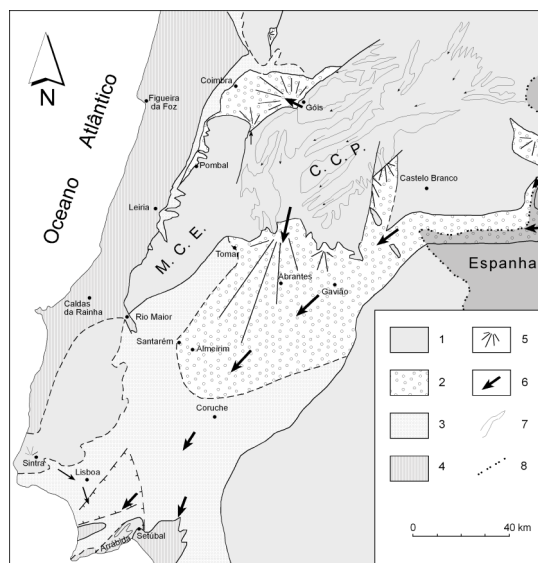 Oceano Atlântico
N
Coimbra
Figueira
da Foz
Góis
Pombal
C. C. P.
Castelo Branco
Leiria
M. C. E.
Tomar
Espanha
Abrantes
Gavião
Caldas
da Rainha
Rio Maior
Santarém
Almeirim
Coruche
Sintra
Lisboa
Arrábida
Setúbal
1
5
2
6
3
7
4
8
0
40 km